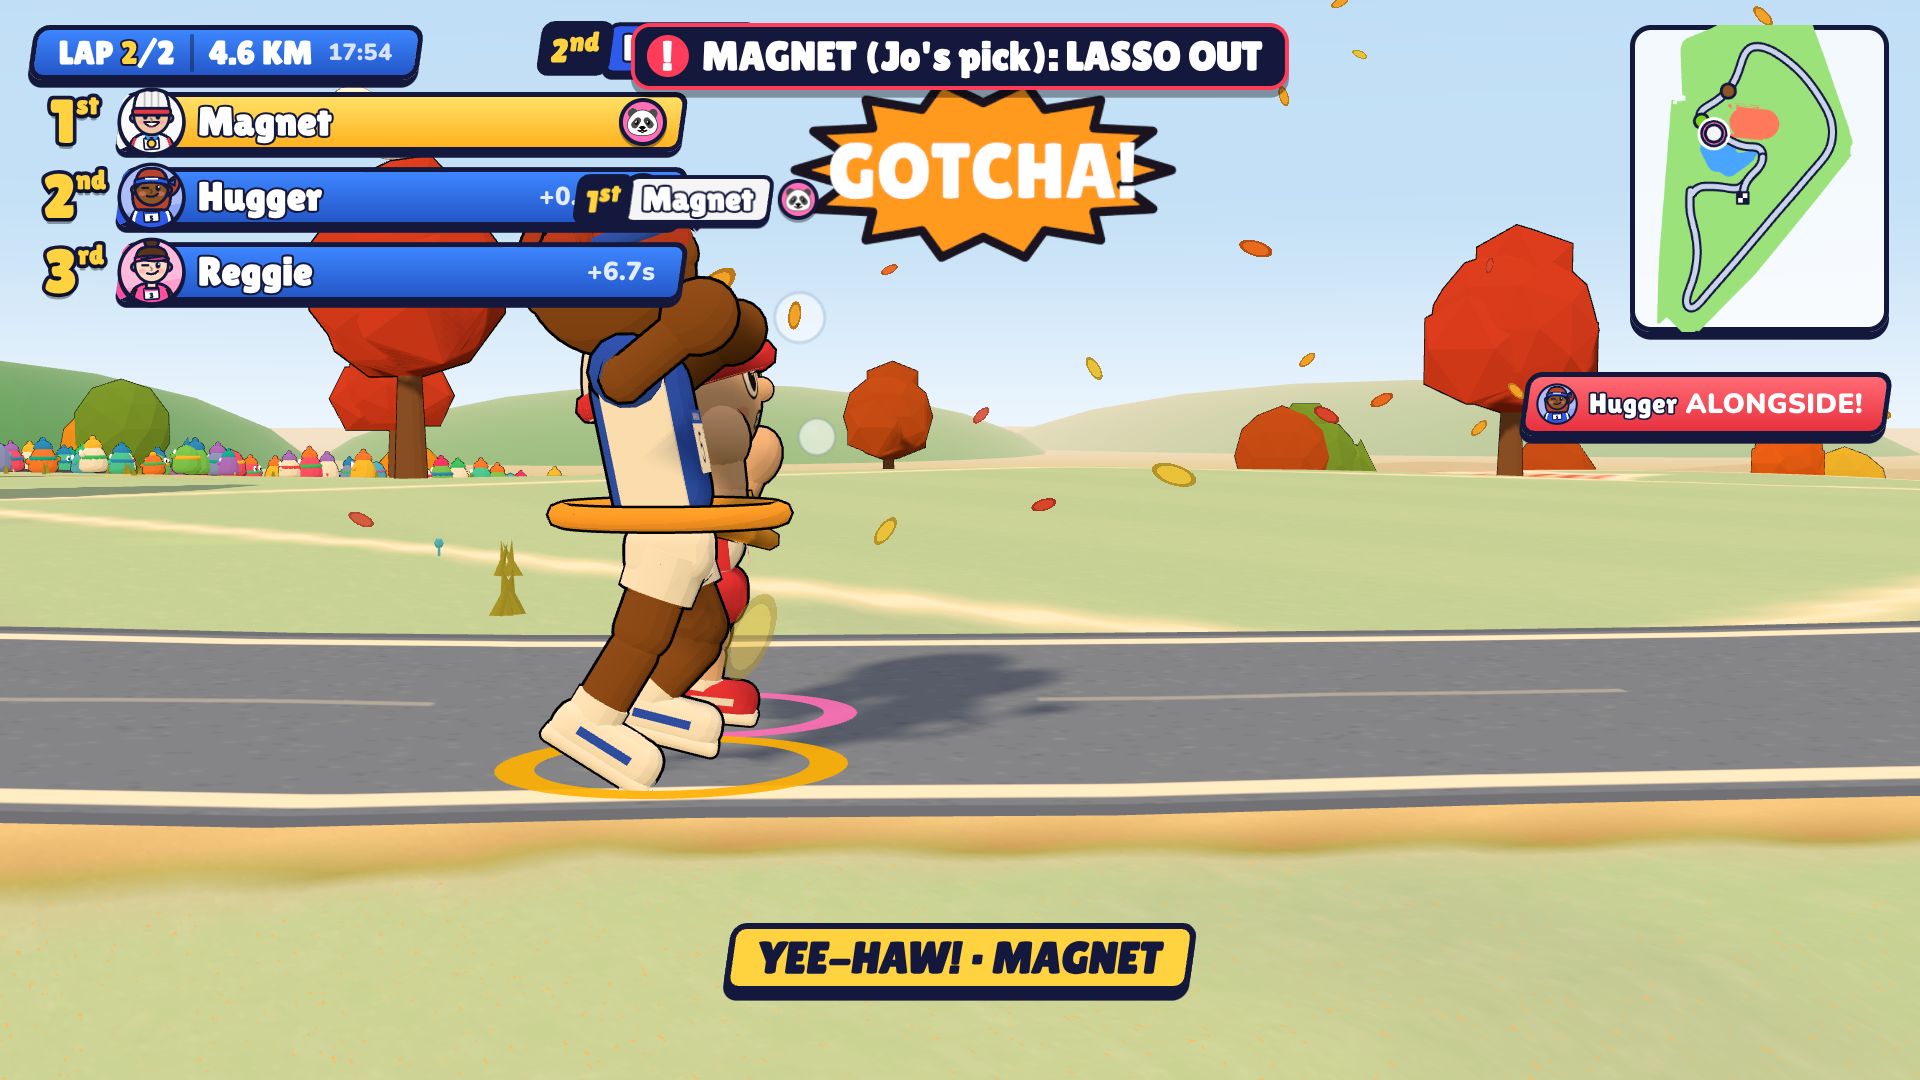 LAP 2/2 4.6 KM 17:54
2nd
! MAGNET (Jo's pick): LASSO OUT
1st Magnet
2nd Hugger +0.
3rd Reggie +6.7s
1st Magnet
GOTCHA!
Hugger ALONGSIDE!
YEE-HAW! · MAGNET